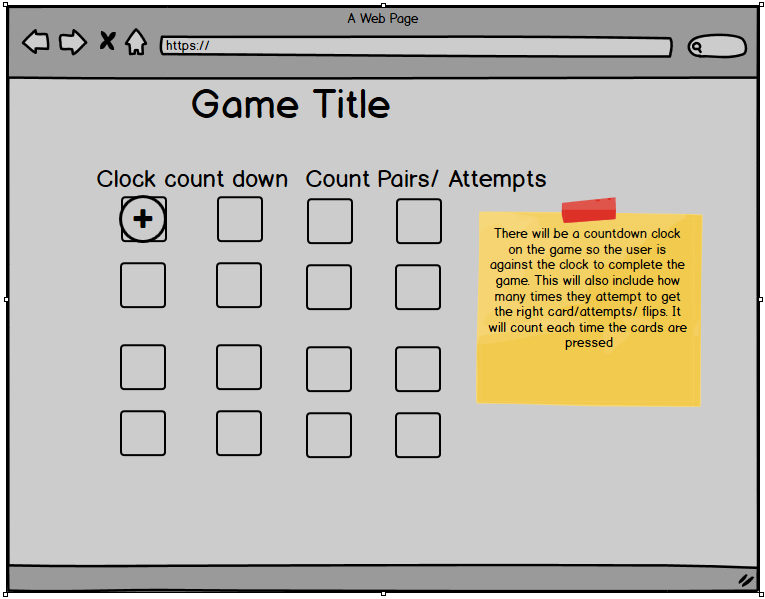 A Web Page
https://
Game Title
Clock count down Count Pairs/ Attempts
There will be a countdown clock
on the game so the user is
against the clock to complete the
game. This will also include how
many times they attempt to get
the right card/attempts/ flips. It
will count each time the cards are
pressed